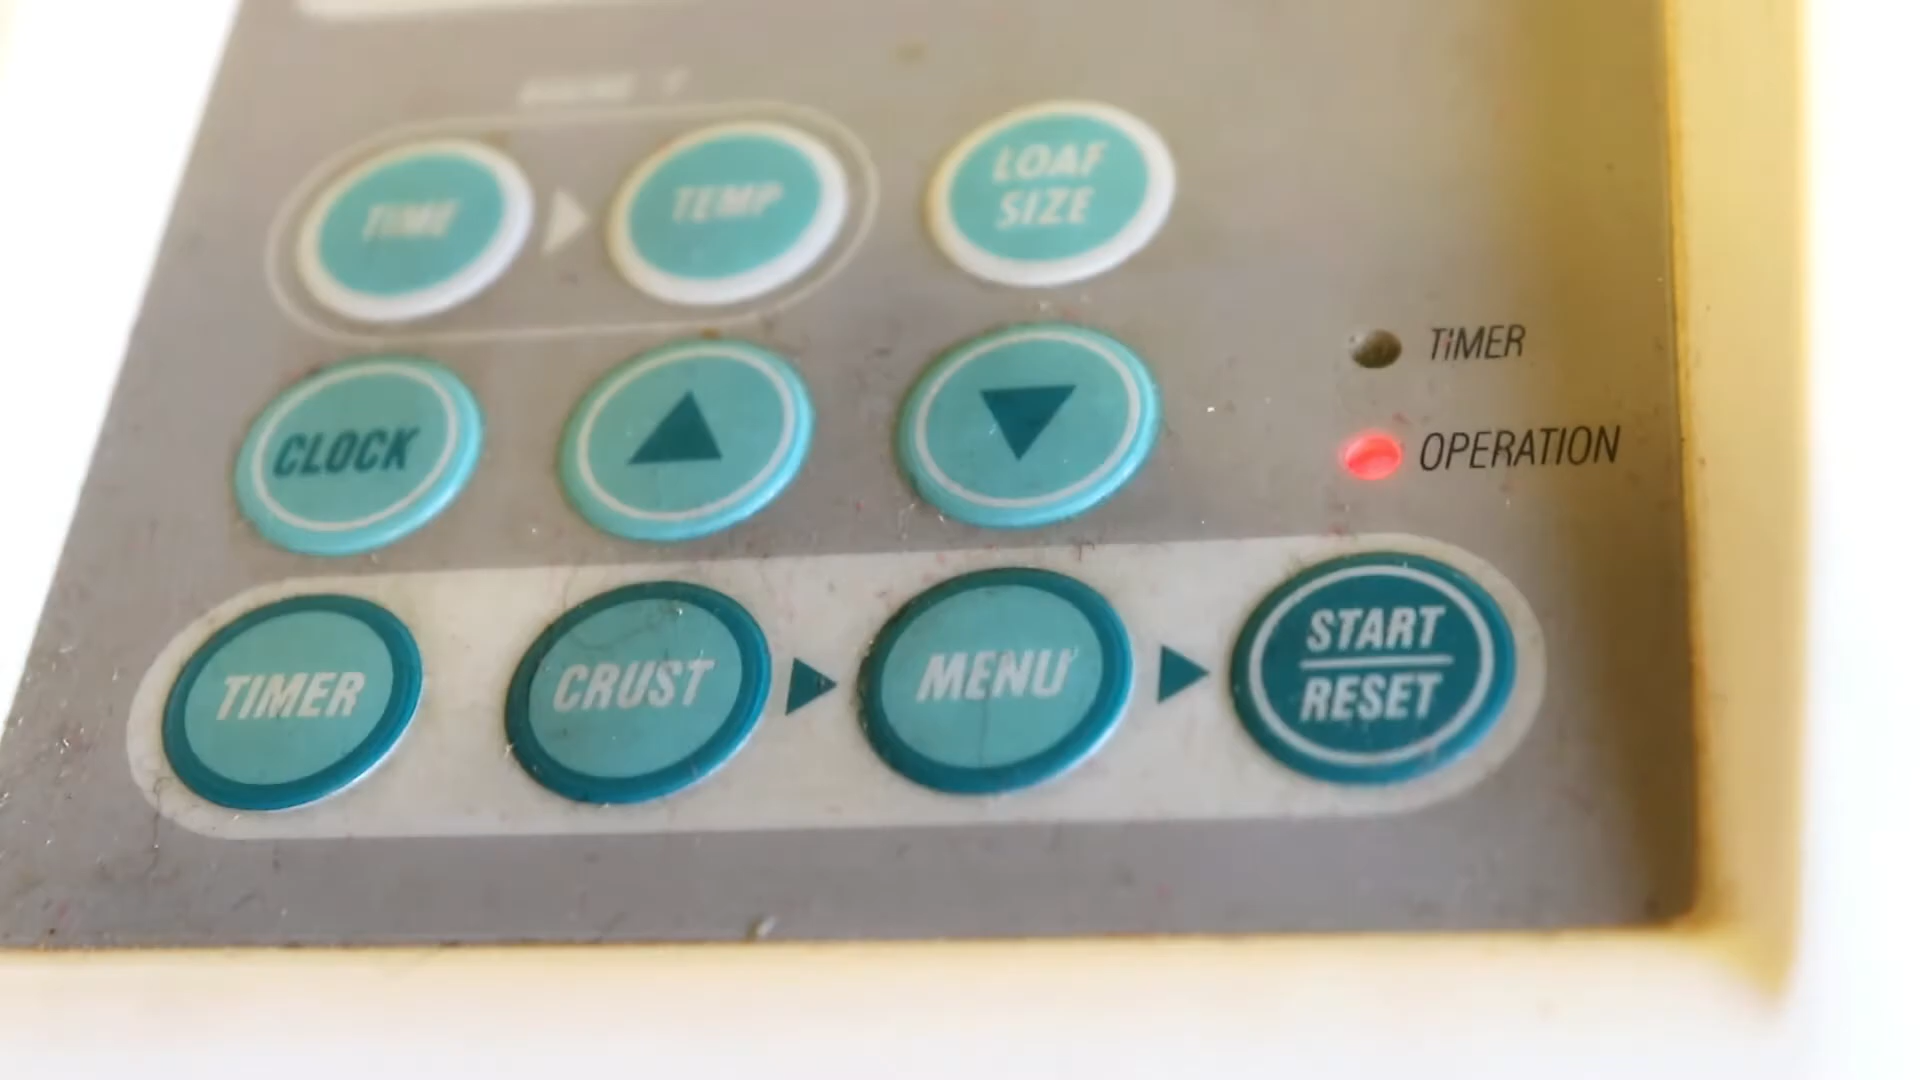 TIME
TEMP
LOAF
SIZE
TIMER
CLOCK
OPERATION
TIMER
CRUST
MENU
START
RESET